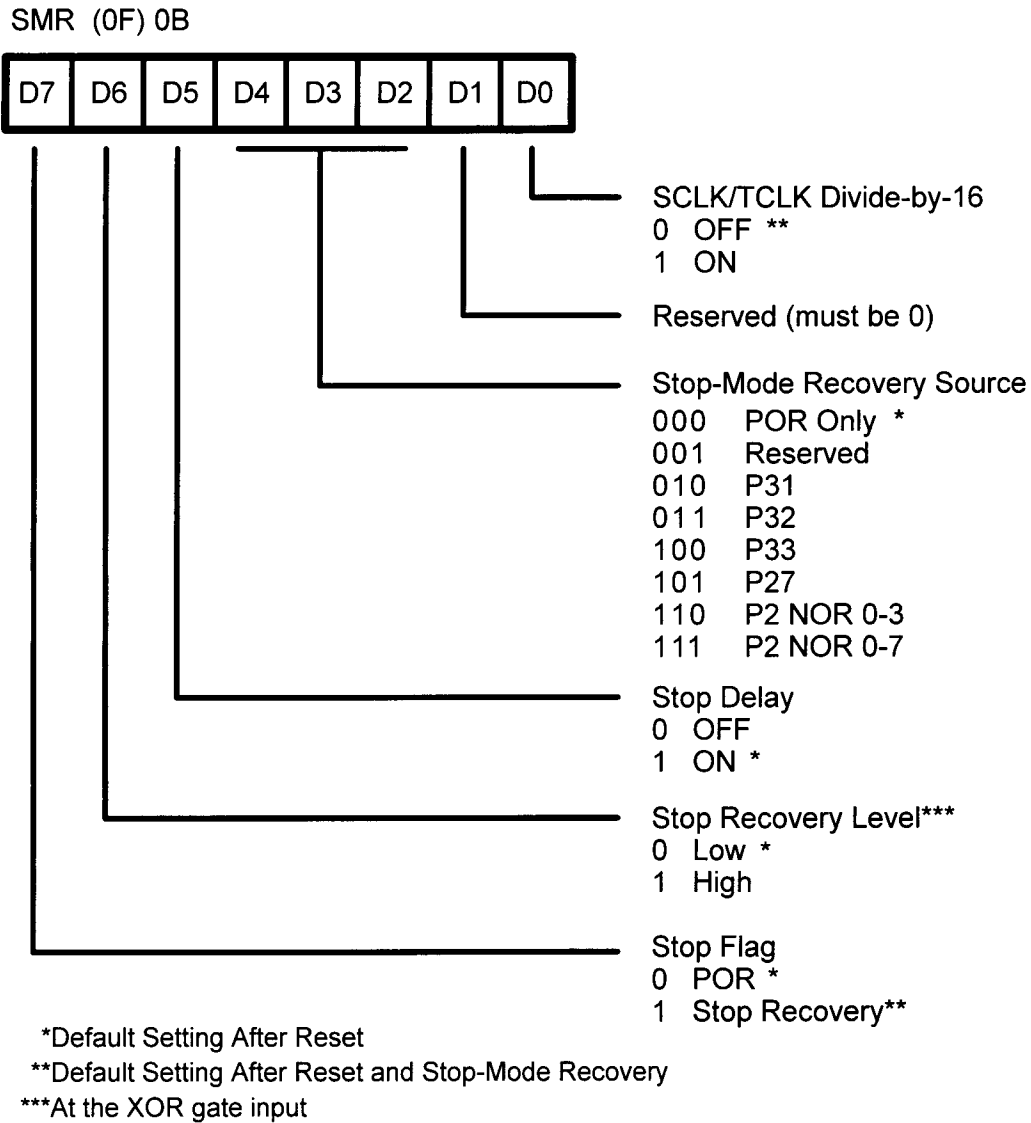 SMR (0F) 0B
D7 D6 D5 D4 D3 D2 D1 D0
SCLK/TCLK Divide-by-16
0 OFF **
1 ON
Reserved (must be 0)
Stop-Mode Recovery Source
000 POR Only *
001 Reserved
010 P31
011 P32
100 P33
101 P27
110 P2 NOR 0-3
111 P2 NOR 0-7
Stop Delay
0 OFF
1 ON *
Stop Recovery Level***
0 Low *
1 High
Stop Flag
0 POR *
1 Stop Recovery**
*Default Setting After Reset
**Default Setting After Reset and Stop-Mode Recovery
***At the XOR gate input